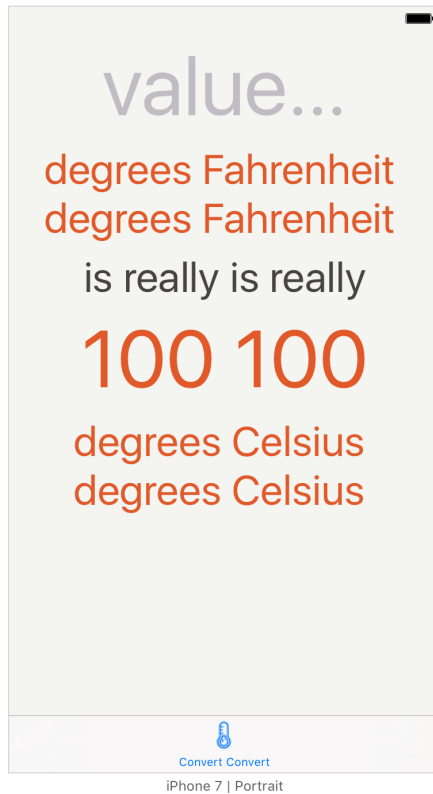 value...
degrees Fahrenheit
degrees Fahrenheit
is really is really
100 100
degrees Celsius
degrees Celsius
Convert Convert
iPhone 7 | Portrait